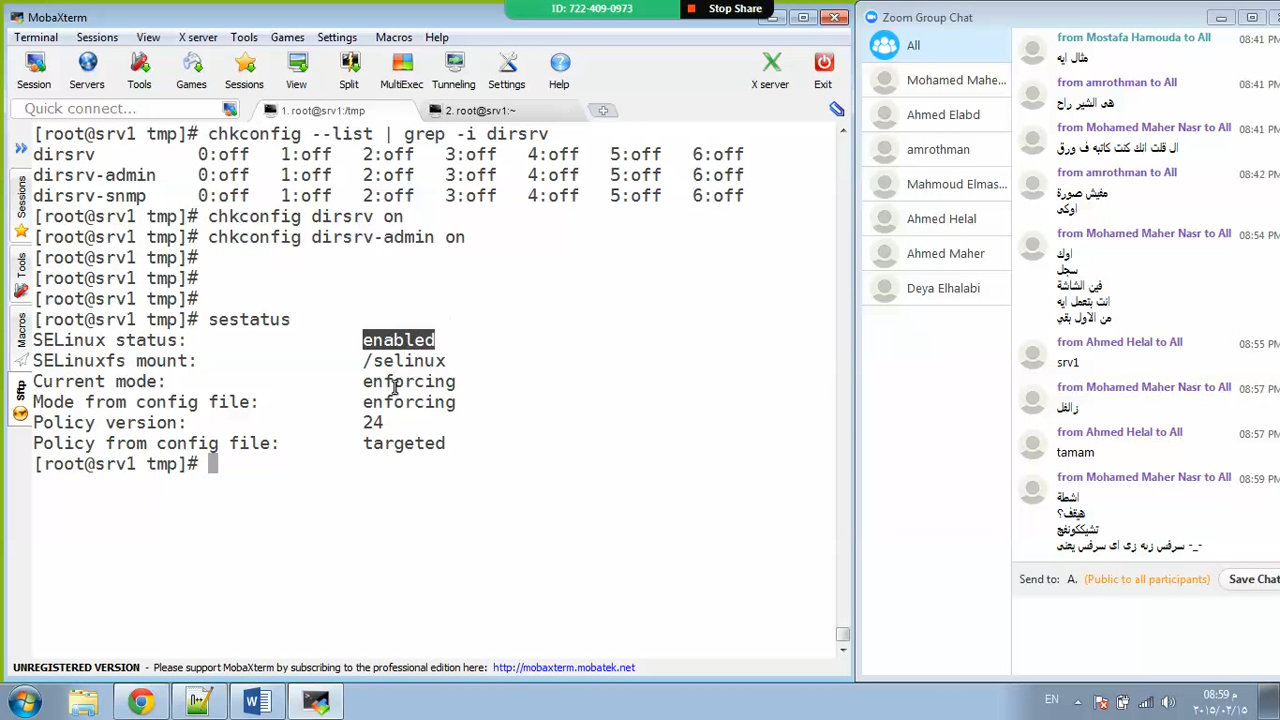 MobaXterm
ID: 722-409-0973
Stop Share
Terminal Sessions View X server Tools Games Settings Macros Help
Session Servers Tools Games Sessions View Split MultiExec Tunneling Settings Help X server Exit
Quick connect...
1. root@srv1:/tmp
2. root@srv1:~
Sessions
Tools
Macros
Sftp
[root@srv1 tmp]# chkconfig --list | grep -i dirsrv
dirsrv 0:off 1:off 2:off 3:off 4:off 5:off 6:off
dirsrv-admin 0:off 1:off 2:off 3:off 4:off 5:off 6:off
dirsrv-snmp 0:off 1:off 2:off 3:off 4:off 5:off 6:off
[root@srv1 tmp]# chkconfig dirsrv on
[root@srv1 tmp]# chkconfig dirsrv-admin on
[root@srv1 tmp]#
[root@srv1 tmp]#
[root@srv1 tmp]#
[root@srv1 tmp]# sestatus
SELinux status: enabled
SELinuxfs mount: /selinux
Current mode: enforcing
Mode from config file: enforcing
Policy version: 24
Policy from config file: targeted
[root@srv1 tmp]#
UNREGISTERED VERSION - Please support MobaXterm by subscribing to the professional edition here: http://mobaxterm.mobatek.net
Zoom Group Chat
All
Mohamed Mahe...
Ahmed Elabd
amrothman
Mahmoud Elmas...
Ahmed Helal
Ahmed Maher
Deya Elhalabi
from Mostafa Hamouda to All 08:41 PM
مثال ايه
from amrothman to All 08:41 PM
هى الشير راح
from Mohamed Maher Nasr to All 08:41 PM
ال قلت انك كنت كاتبه ف ورق
from amrothman to All 08:42 PM
مفيش صورة
اوكى
from Mohamed Maher Nasr to All 08:54 PM
اوك
سجل
فين الشاشة
انت بتعمل ايه
من الاول بقي
from Ahmed Helal to All 08:55 PM
srv1
from Mohamed Maher Nasr to All 08:57 PM
زالفل
from Ahmed Helal to All 08:57 PM
tamam
from Mohamed Maher Nasr to All 08:59 PM
اشطة
هيقف؟
تشيككونفج
سرفس زيه زى اى سرفس يعنى -_-
Send to: A. (Public to all participants) Save Chat
EN
08:59 م
٢٠١٥/٠٢/١٥